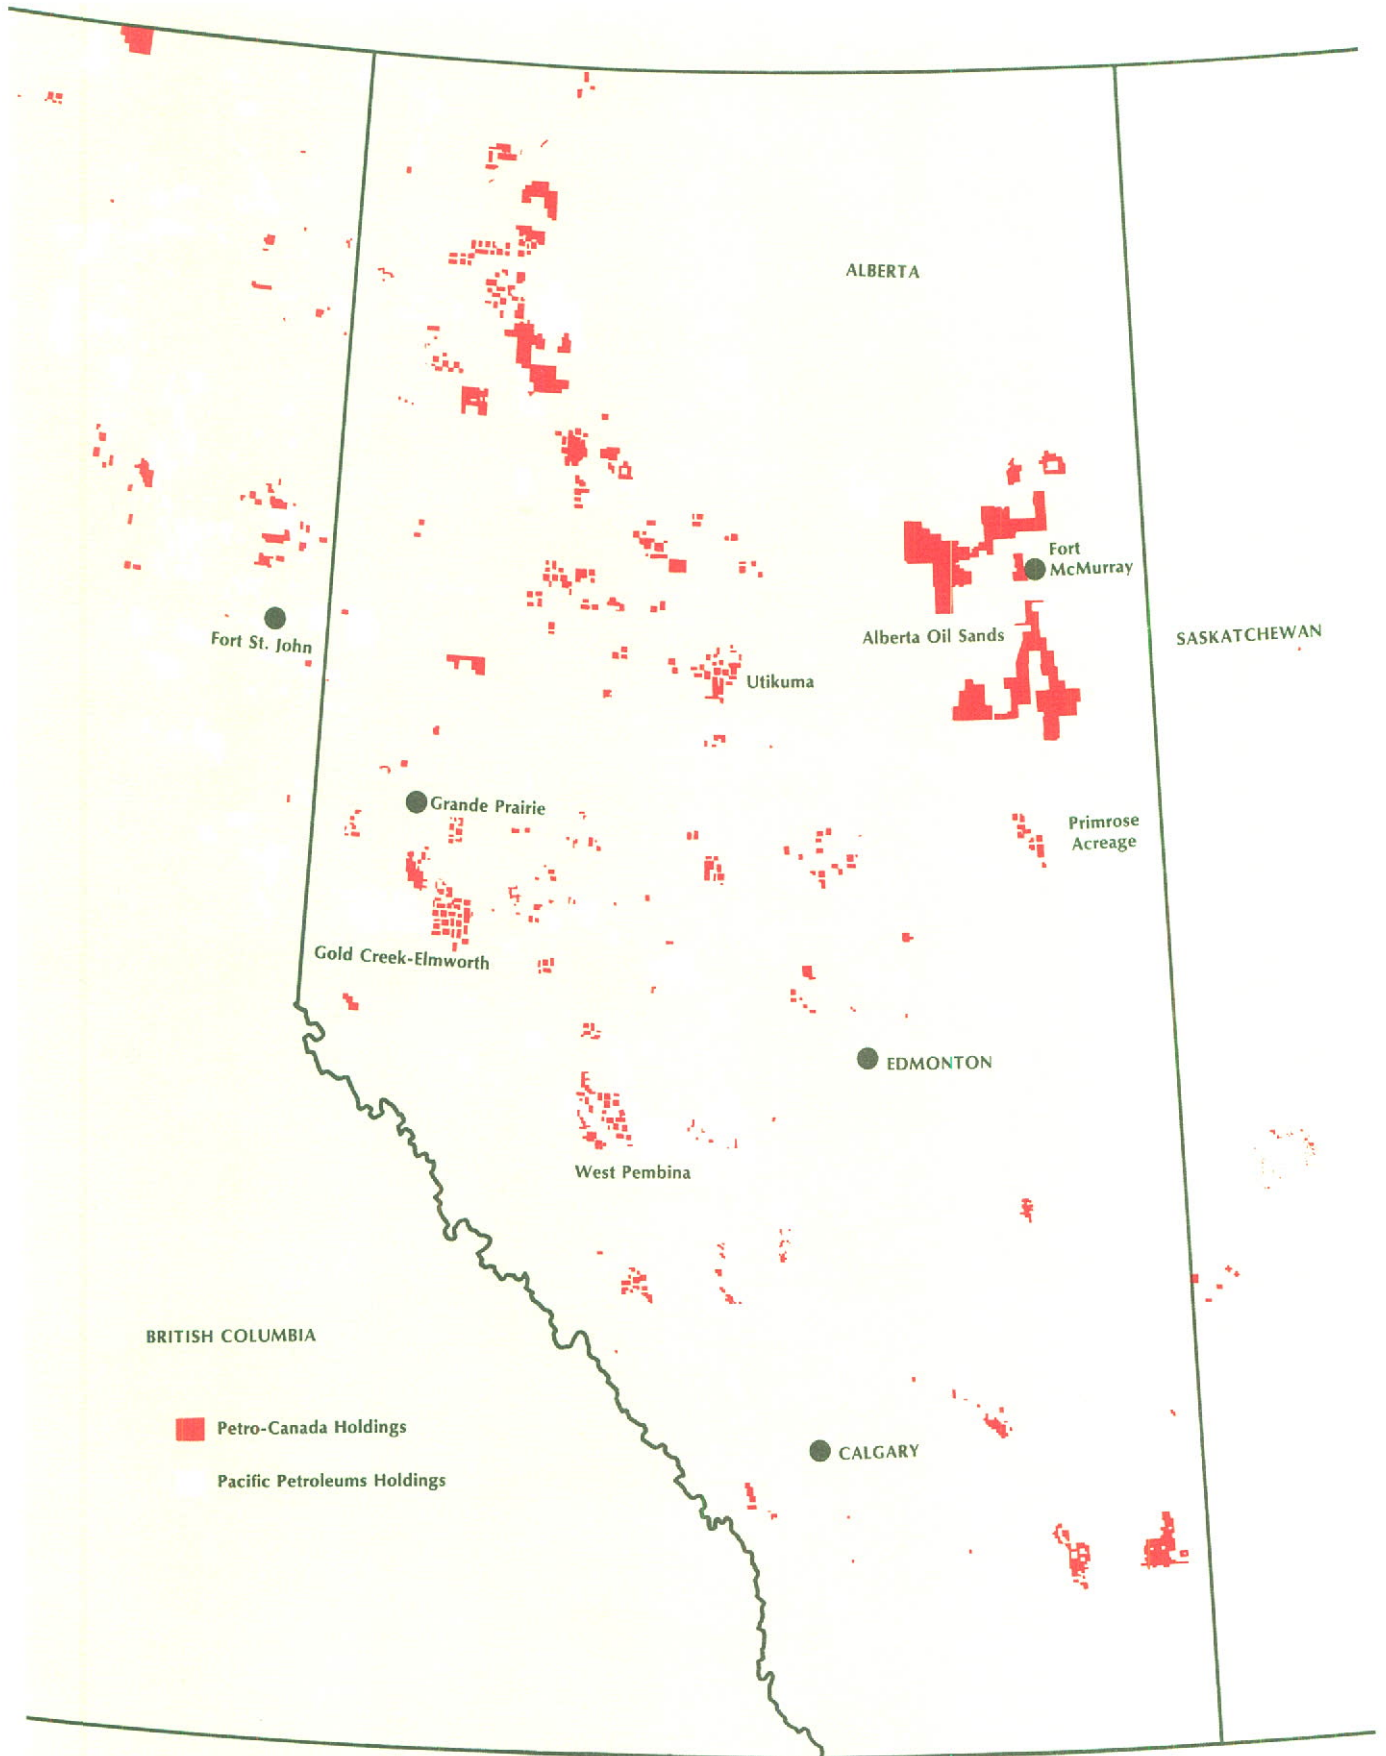 ALBERTA
Fort
McMurray
Alberta Oil Sands
SASKATCHEWAN
Fort St. John
Utikuma
Grande Prairie
Primrose
Acreage
Gold Creek-Elmworth
EDMONTON
West Pembina
BRITISH COLUMBIA
Petro-Canada Holdings
CALGARY
Pacific Petroleums Holdings